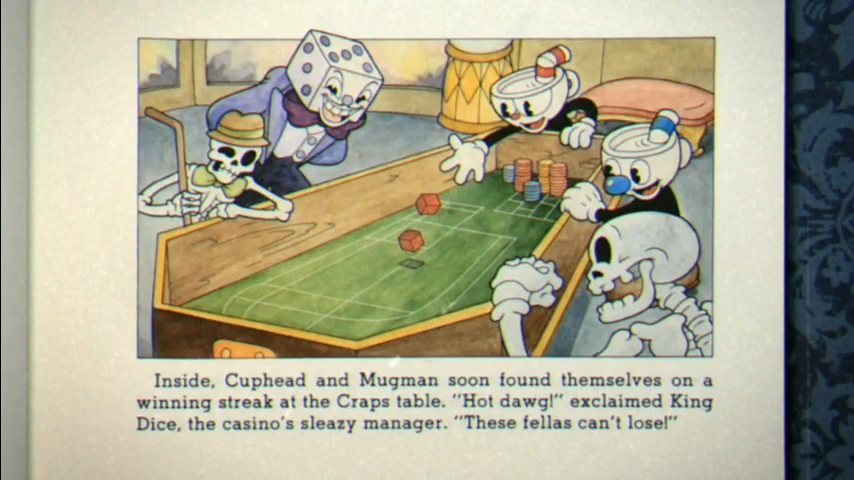 Inside, Cuphead and Mugman soon found themselves on a
winning streak at the Craps table. "Hot dawg!" exclaimed King
Dice, the casino's sleazy manager. "These fellas can't lose!"